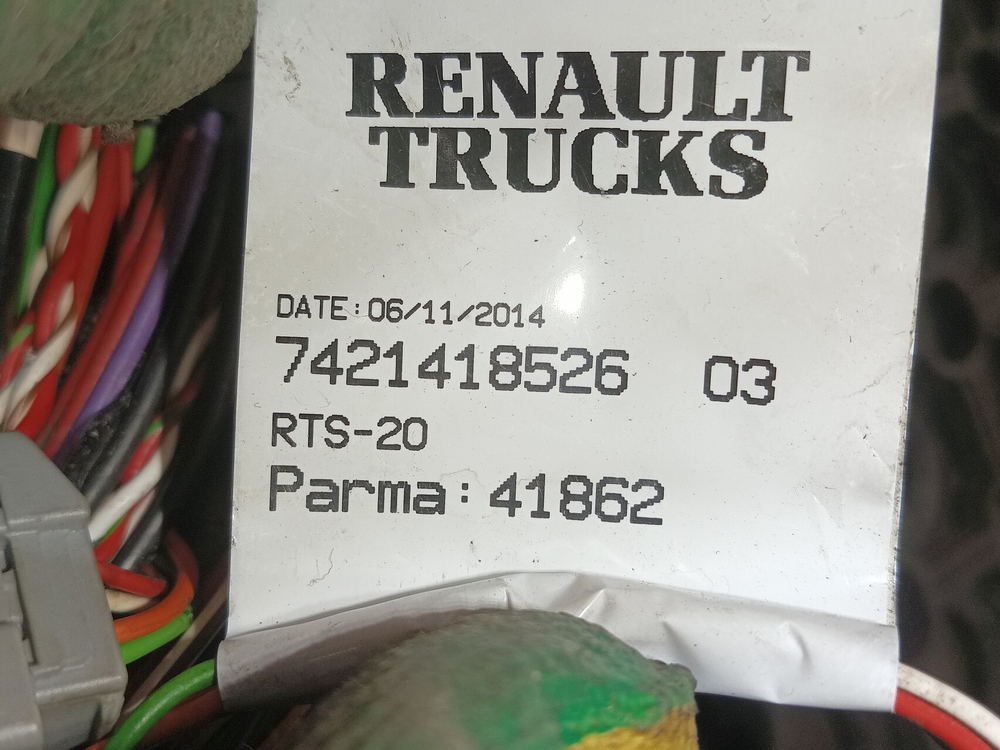 RENAULT
TRUCKS
DATE:06/11/2014
7421418526 03
RTS-20
Parma:41862